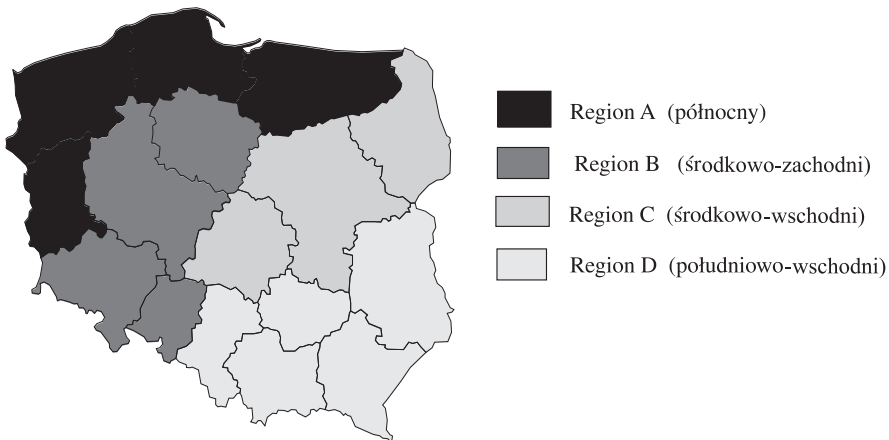 Region A (północny)
Region B (środkowo-zachodni)
Region C (środkowo-wschodni)
Region D (południowo-wschodni)